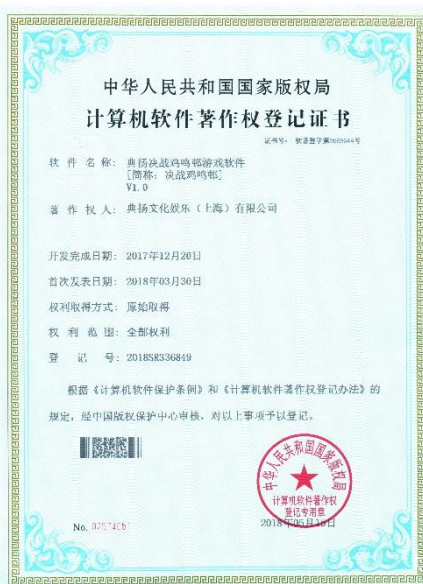 中华人民共和国国家版权局
计算机软件著作权登记证书
证书号：
软件名称：典扬决战鸡鸣邨游戏软件
[简称：决战鸡鸣邨]
V1.0
著作权人：典扬文化娱乐（上海）有限公司
开发完成日期：2017年12月20日
首次发表日期：2018年03月30日
权利取得方式：原始取得
权利范围：全部权利
登记号：2018SR336849
根据《计算机软件保护条例》和《计算机软件著作权登记办法》的
规定，经中国版权保护中心审核，对以上事项予以登记。
中华人民共和国国家版权局
计算机软件著作权
登记专用章
No.